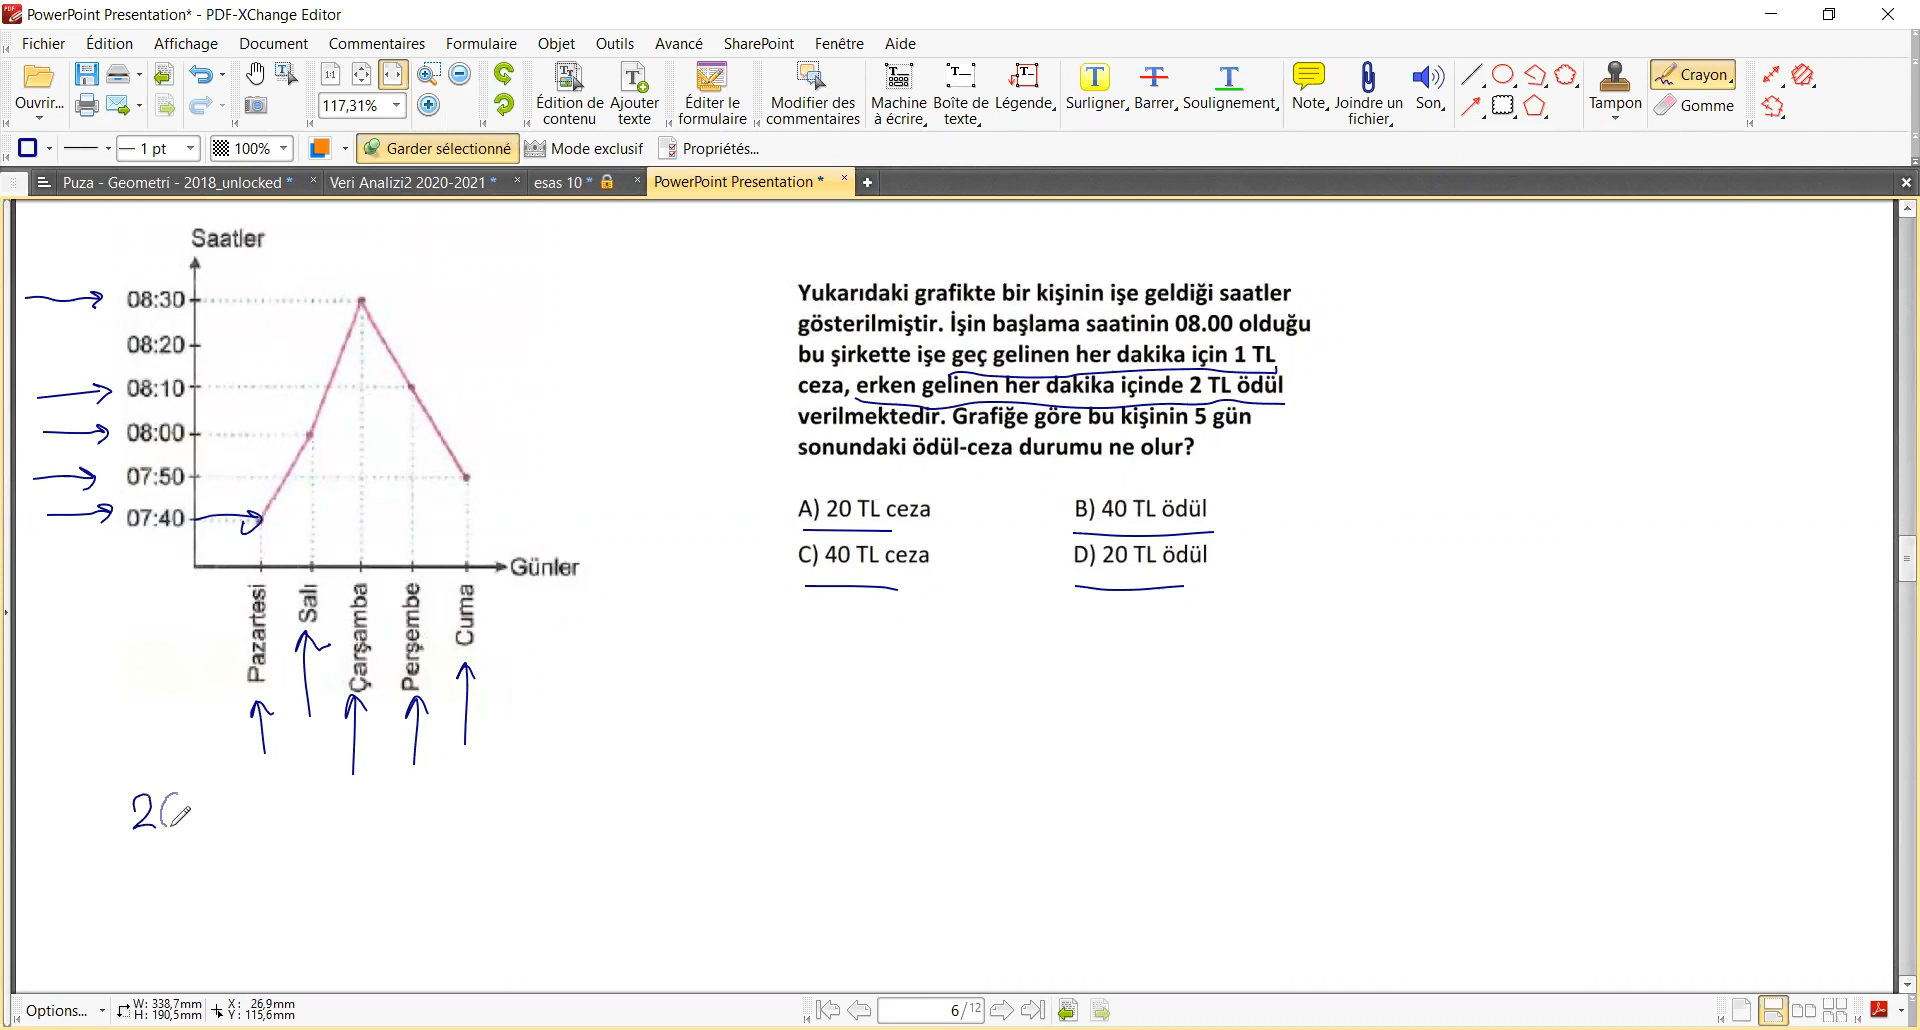 PowerPoint Presentation* - PDF-XChange Editor
Fichier Édition Affichage Document Commentaires Formulaire Objet Outils Avancé SharePoint Fenêtre Aide
Ouvrir... 117,31% Édition de contenu Ajouter texte Éditer le formulaire Modifier des commentaires Machine à écrire Boîte de texte Légende Surligner Barrer Soulignement Note Joindre un fichier Son Tampon Crayon Gomme
1 pt 100% Garder sélectionné Mode exclusif Propriétés...
Puza - Geometri - 2018_unlocked * Veri Analizi2 2020-2021 * esas 10 * PowerPoint Presentation *
Saatler
08:30
08:20
08:10
08:00
07:50
07:40
Günler
Pazartesi
Salı
Çarşamba
Perşembe
Cuma
Yukarıdaki grafikte bir kişinin işe geldiği saatler
gösterilmiştir. İşin başlama saatinin 08.00 olduğu
bu şirkette işe geç gelinen her dakika için 1 TL
ceza, erken gelinen her dakika içinde 2 TL ödül
verilmektedir. Grafiğe göre bu kişinin 5 gün
sonundaki ödül-ceza durumu ne olur?
A) 20 TL ceza B) 40 TL ödül
C) 40 TL ceza D) 20 TL ödül
2
Options... W: 338,7mm H: 190,5mm X: 26,9mm Y: 115,6mm 6/12